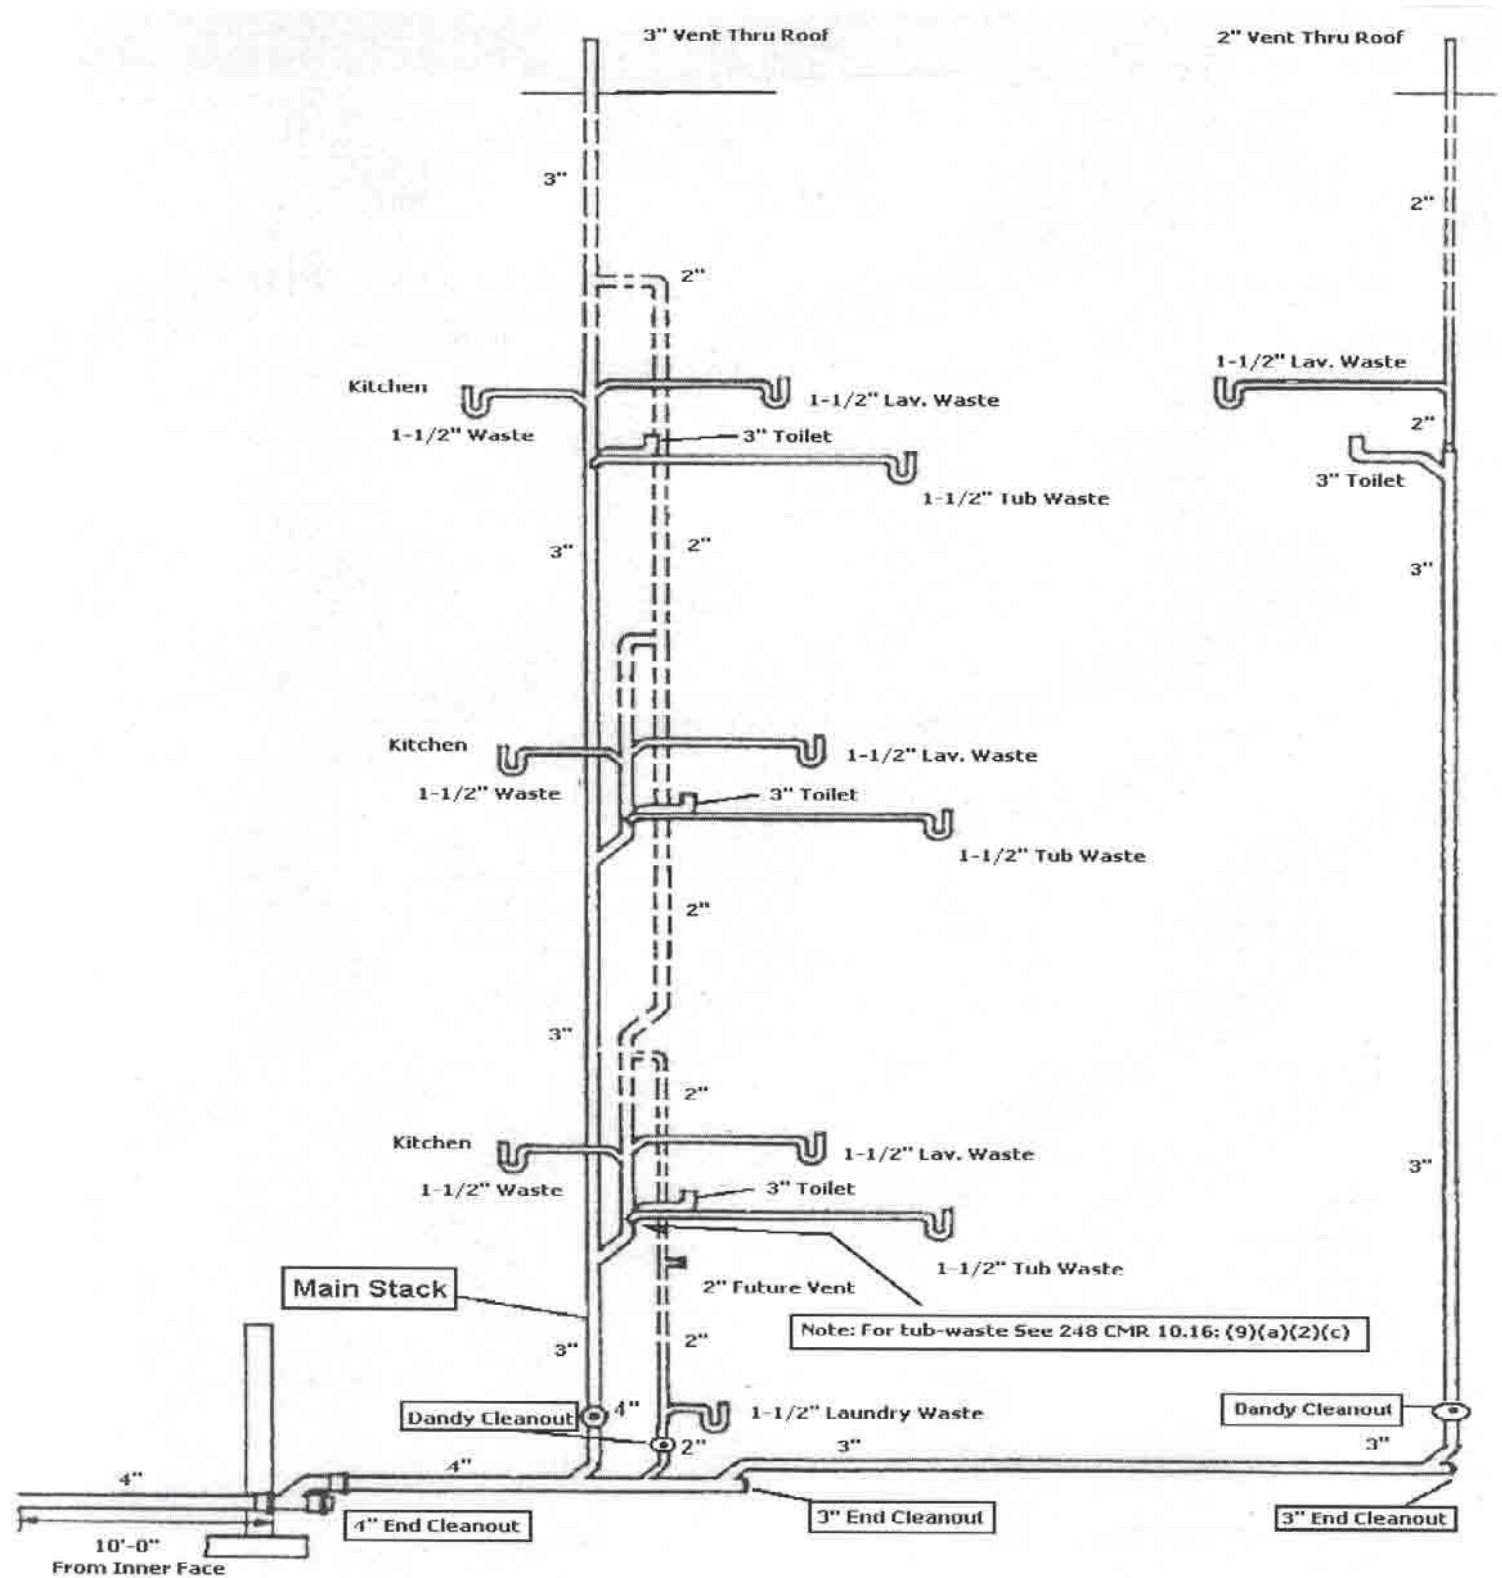 3" Vent Thru Roof
2" Vent Thru Roof
3"
2"
2"
Kitchen
1-1/2" Lav. Waste
1-1/2" Waste
3" Toilet
1-1/2" Tub Waste
1-1/2" Lav. Waste
2"
3" Toilet
3"
2"
3"
Kitchen
1-1/2" Lav. Waste
1-1/2" Waste
3" Toilet
1-1/2" Tub Waste
2"
3"
2"
Kitchen
1-1/2" Lav. Waste
1-1/2" Waste
3" Toilet
3"
1-1/2" Tub Waste
Main Stack
2" Future Vent
Note: For tub-waste See 248 CMR 10.16: (9)(a)(2)(c)
3"
2"
Dandy Cleanout
4"
1-1/2" Laundry Waste
Dandy Cleanout
2"
3"
3"
4"
4"
4" End Cleanout
3" End Cleanout
3" End Cleanout
10'-0"
From Inner Face